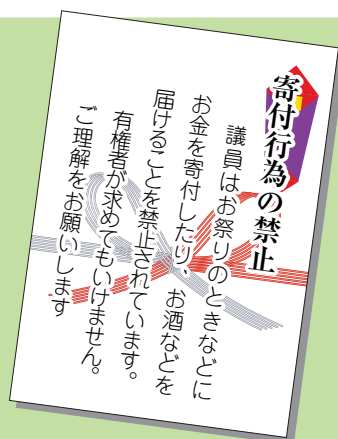 寄付行為の禁止
議員はお祭りのときなどに
お金を寄付したり、お酒などを
届けることを禁止されています。
有権者が求めてもいけません。
ご理解をお願いします